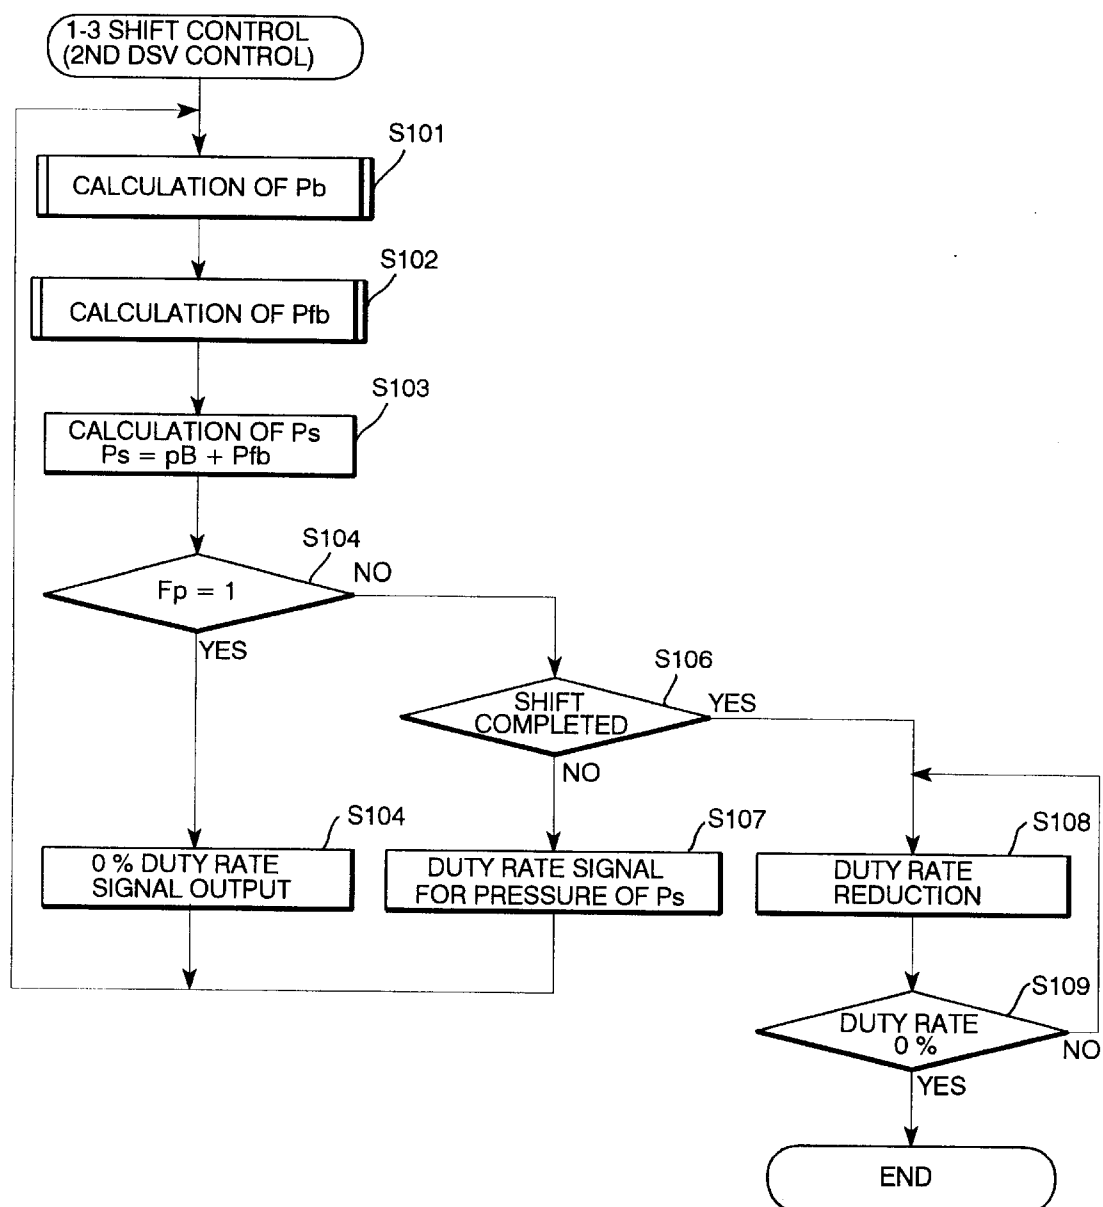 1-3 SHIFT CONTROL
(2ND DSV CONTROL)
S101
CALCULATION OF Pb
S102
CALCULATION OF Pfb
S103
CALCULATION OF Ps
Ps = pB + Pfb
S104
Fp = 1
NO
YES
S106
SHIFT
COMPLETED
YES
NO
S104
0 % DUTY RATE
SIGNAL OUTPUT
S107
DUTY RATE SIGNAL
FOR PRESSURE OF Ps
S108
DUTY RATE
REDUCTION
S109
DUTY RATE
0 %
NO
YES
END